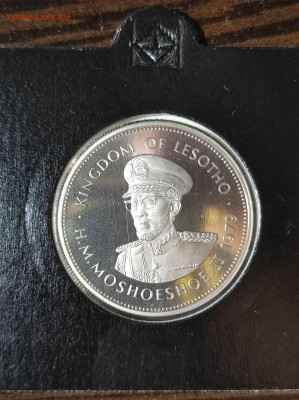 KINGDOM OF LESOTHO
H.M. MOSHOESHOE II 1979